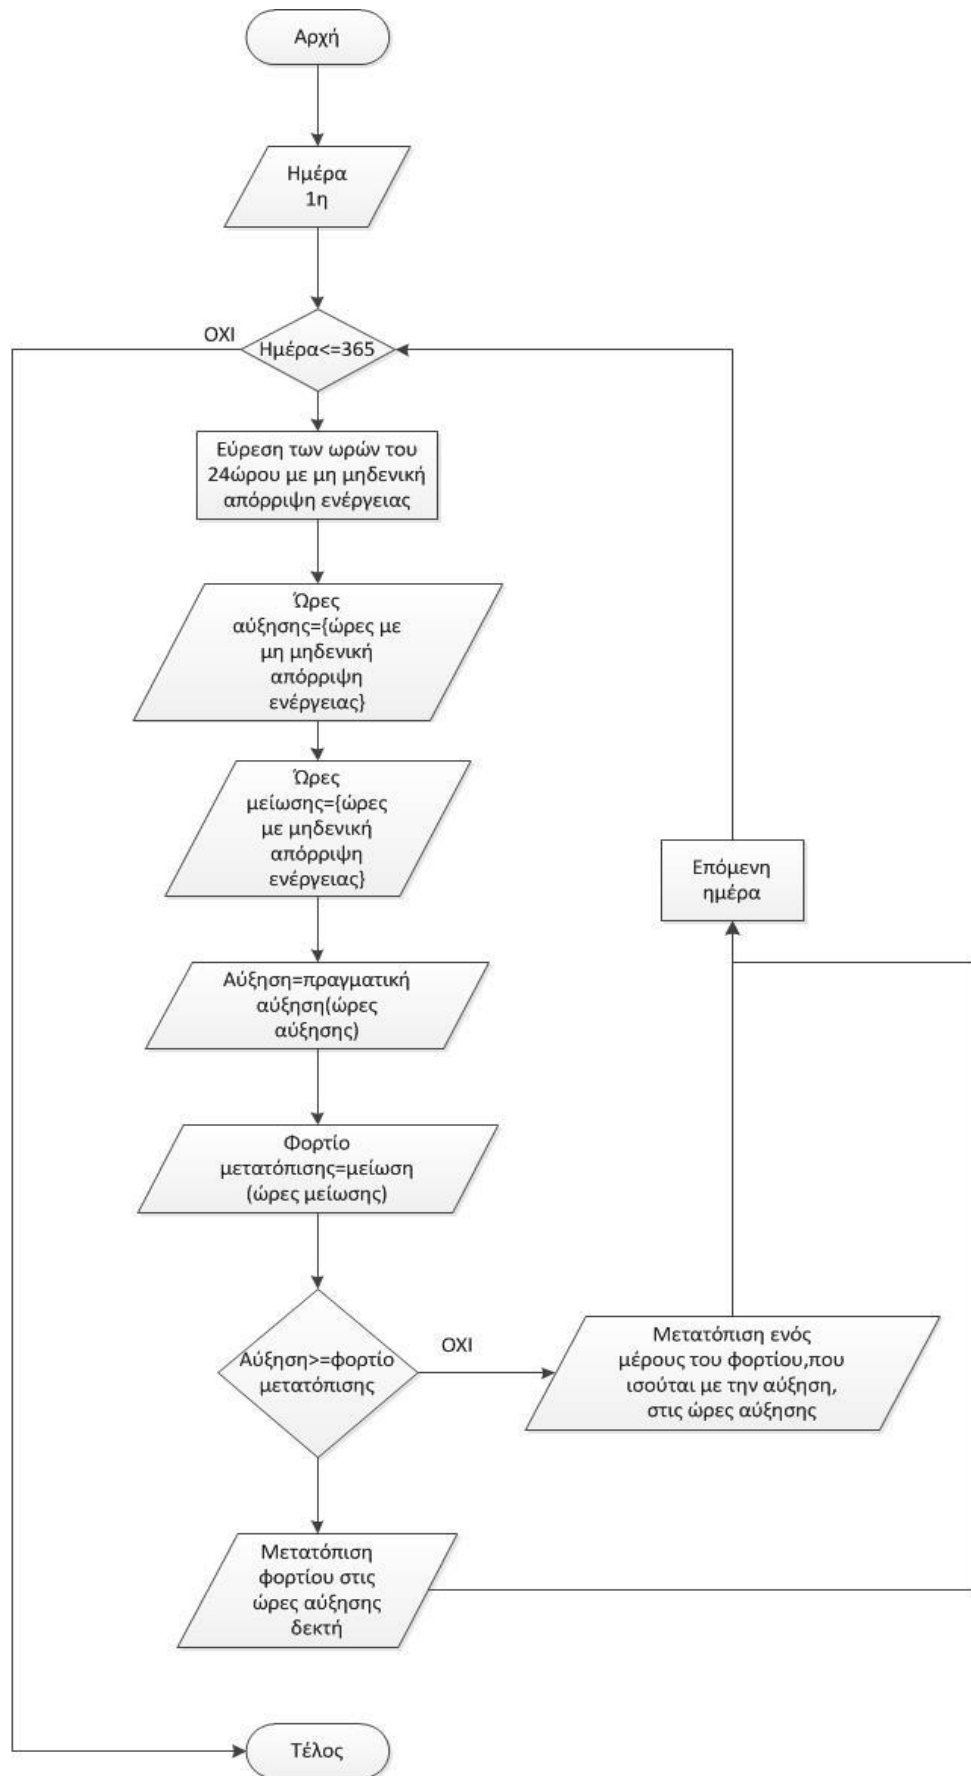 Αρχή
Ημέρα
1η
ΟΧΙ
Ημέρα<=365
Εύρεση των ωρών του
24ώρου με μη μηδενική
απόρριψη ενέργειας
Ώρες
αύξησης={ώρες με
μη μηδενική
απόρριψη
ενέργειας}
Ώρες
μείωσης={ώρες
με μηδενική
απόρριψη
ενέργειας}
Επόμενη
ημέρα
Αύξηση=πραγματική
αύξηση(ώρες
αύξησης)
Φορτίο
μετατόπισης=μείωση
(ώρες μείωσης)
Αύξηση>=φορτίο
μετατόπισης
ΟΧΙ
Μετατόπιση ενός
μέρους του φορτίου,που
ισούται με την αύξηση,
στις ώρες αύξησης
Μετατόπιση
φορτίου στις
ώρες αύξησης
δεκτή
Τέλος